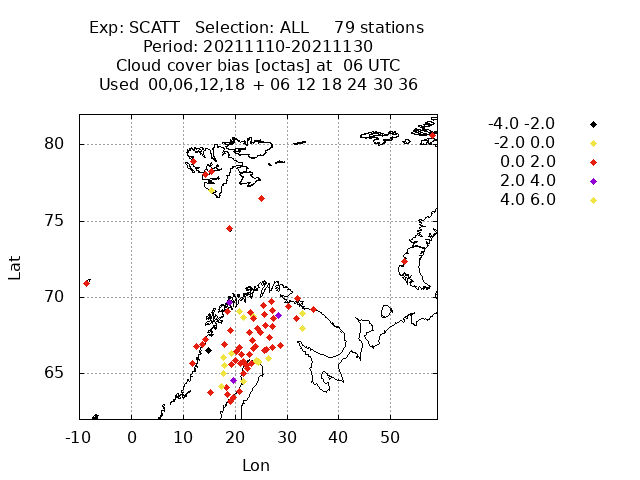 Exp: SCATT   Selection: ALL     79 stations
Period: 20211110-20211130
Cloud cover bias [octas] at  06 UTC
Used  00,06,12,18  + 06 12 18 24 30 36
-4.0 -2.0
-2.0 0.0
0.0 2.0
2.0 4.0
4.0 6.0
80
75
70
65
Lat
-10 0 10 20 30 40 50
Lon